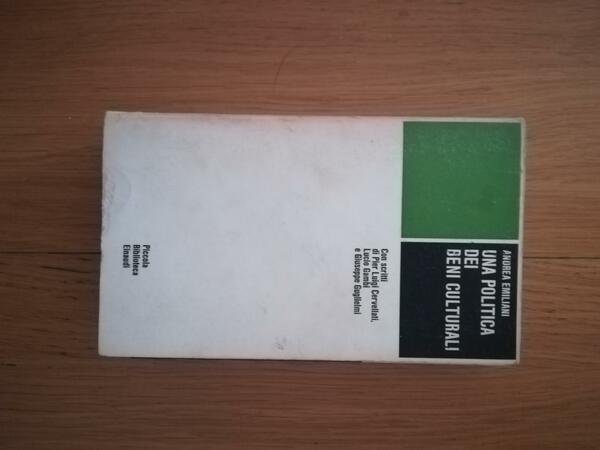 ANDREA EMILIANI
UNA POLITICA
DEI
BENI CULTURALI
Con scritti
di Pier Luigi Cervellati,
Lucio Gambi
e Giuseppe Guglielmi
Piccola
Biblioteca
Einaudi